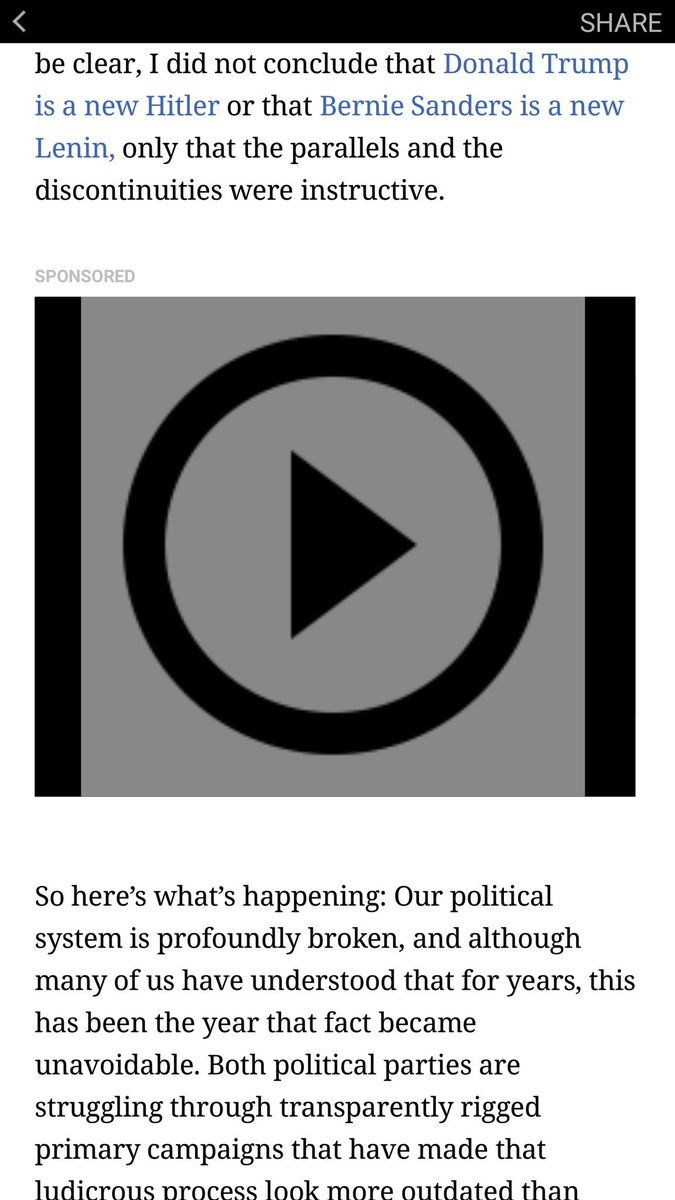 SHARE
be clear, I did not conclude that Donald Trump
is a new Hitler or that Bernie Sanders is a new
Lenin, only that the parallels and the
discontinuities were instructive.
SPONSORED
So here’s what’s happening: Our political
system is profoundly broken, and although
many of us have understood that for years, this
has been the year that fact became
unavoidable. Both political parties are
struggling through transparently rigged
primary campaigns that have made that
ludicrous process look more outdated than